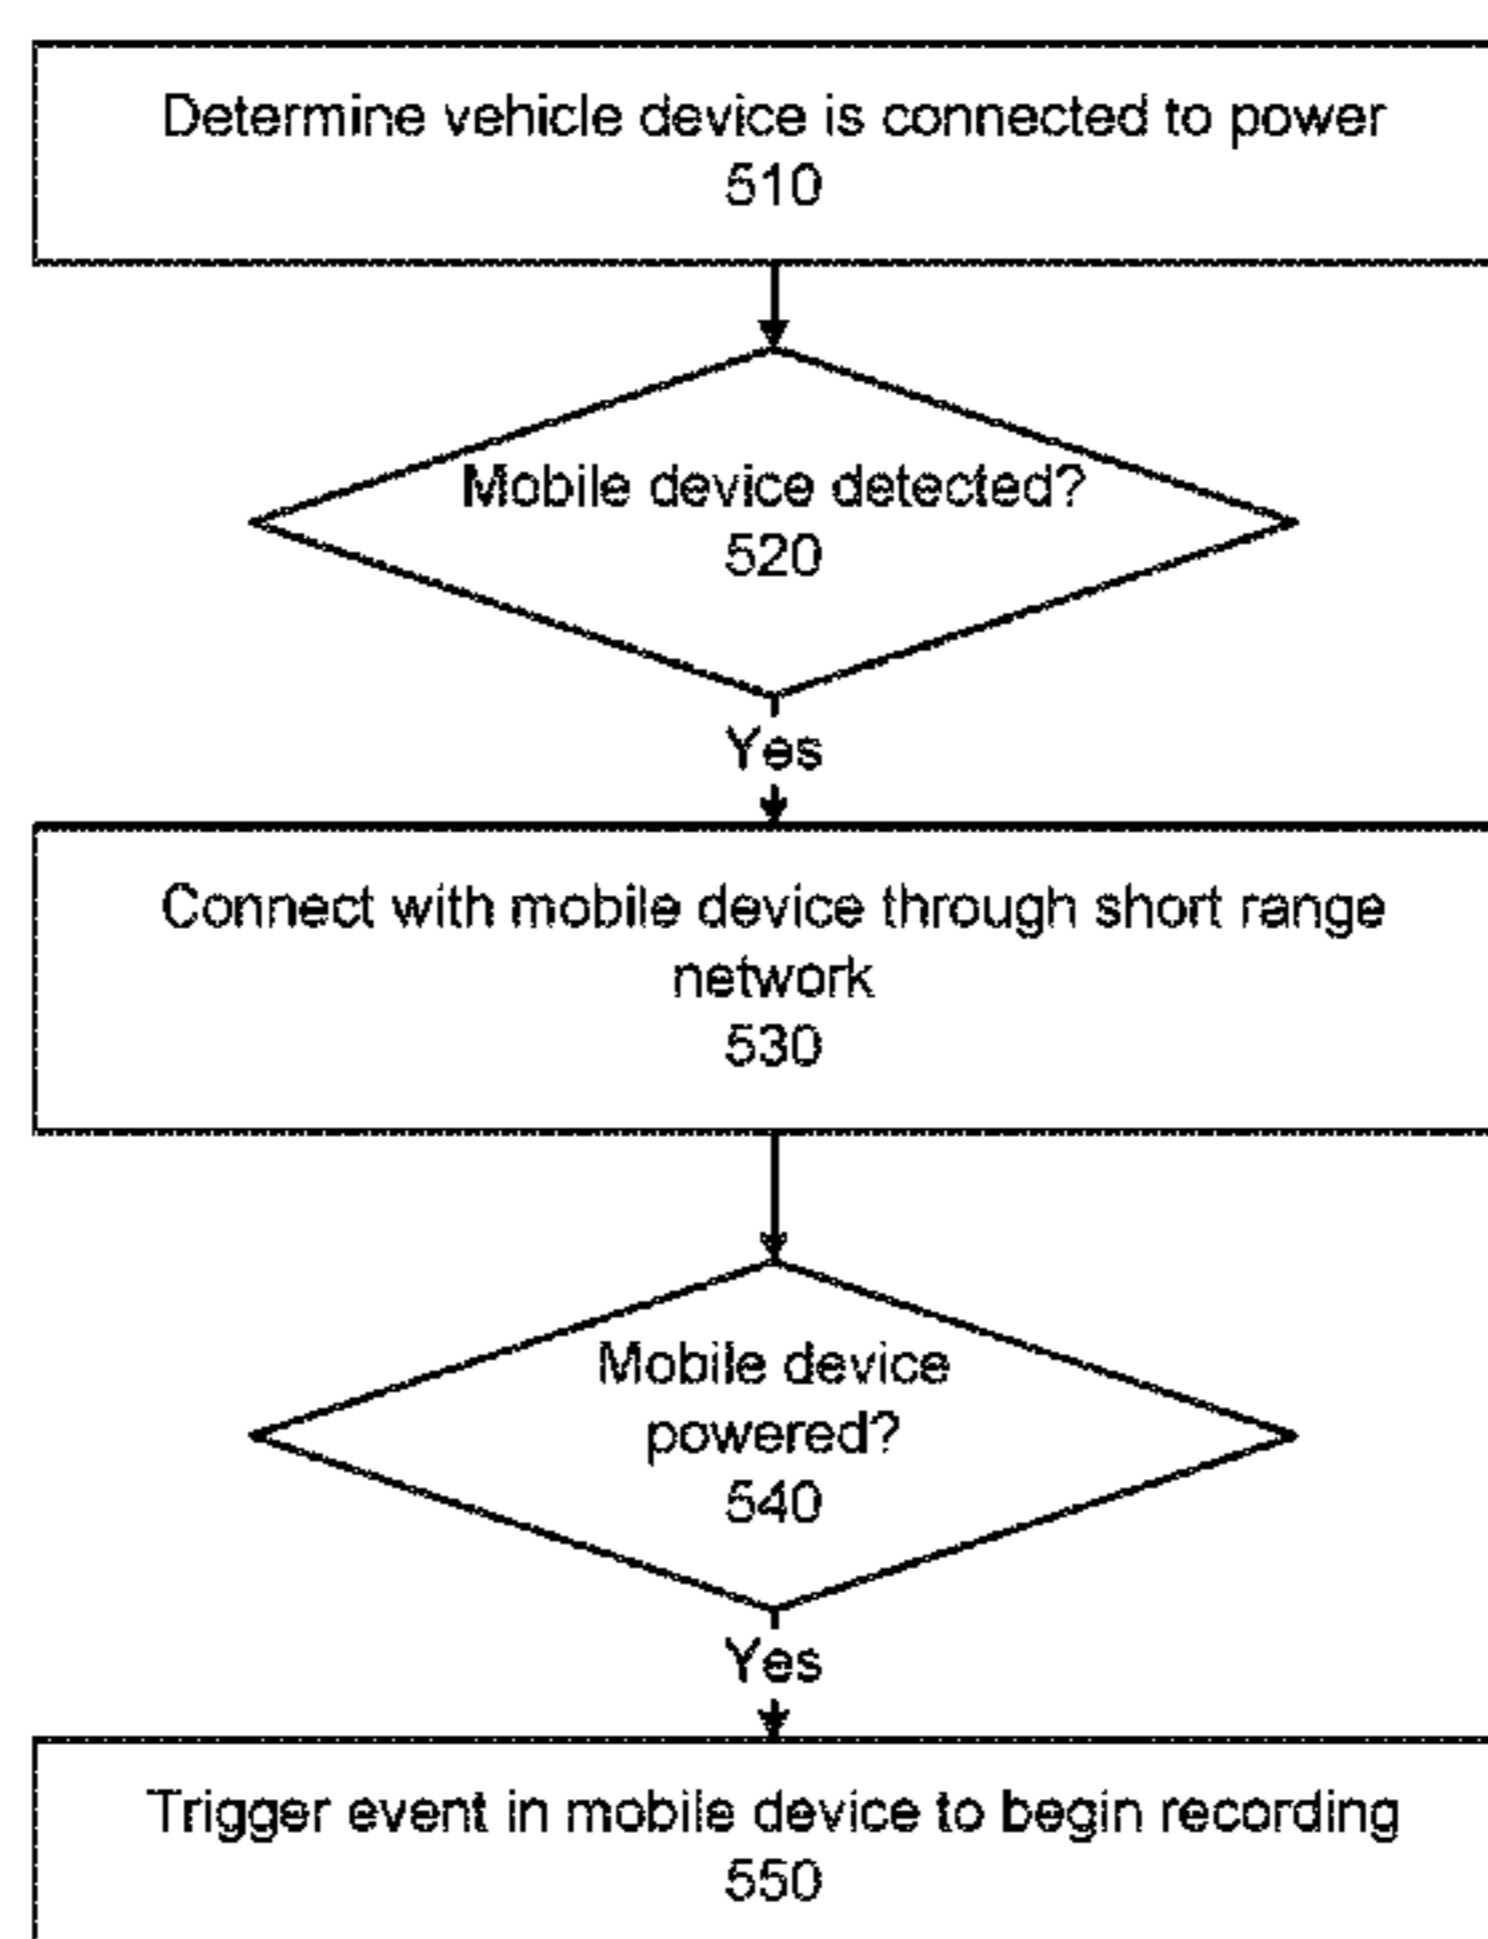 Determine vehicle device is connected to power
510
Mobile device detected?
520
Yes
Connect with mobile device through short range
network
530
Mobile device
powered?
540
Yes
Trigger event in mobile device to begin recording
550